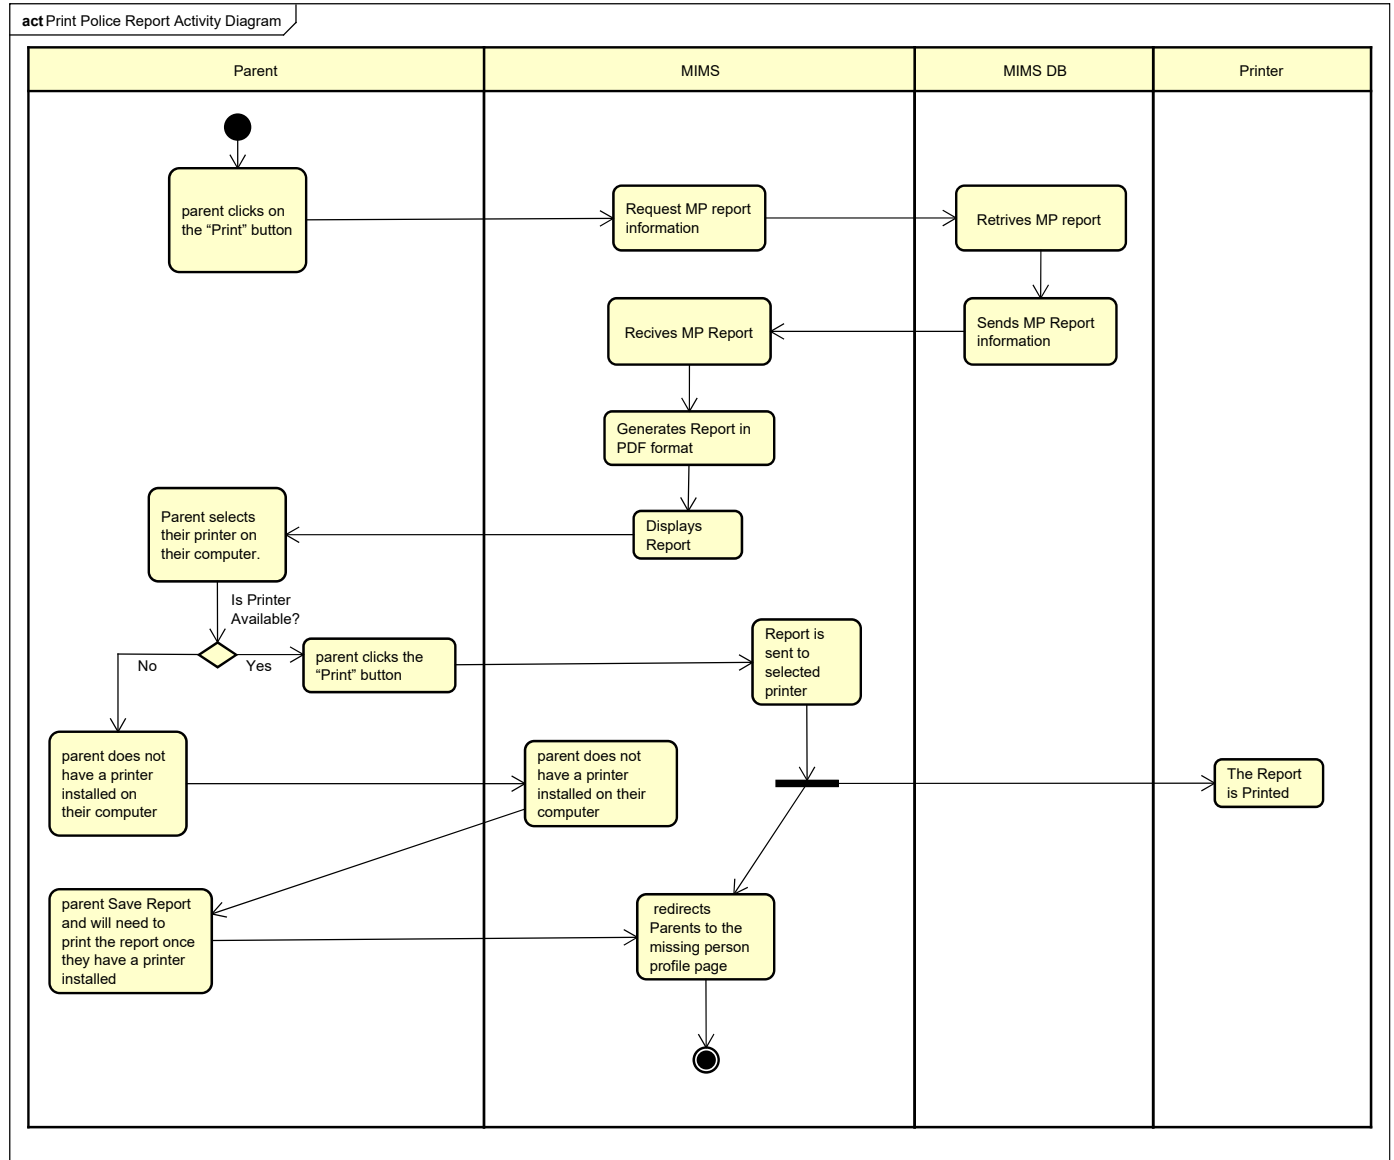 act Print Police Report Activity Diagram
Parent
MIMS
MIMS DB
Printer
parent clicks on
the “Print” button
Request MP report
information
Retrives MP report
Recives MP Report
Sends MP Report
information
Generates Report in
PDF format
Parent selects
their printer on
their computer.
Displays
Report
Is Printer
Available?
No
Yes
parent clicks the
“Print” button
Report is
sent to
selected
printer
parent does not
have a printer
installed on
their computer
parent does not
have a printer
installed on their
computer
The Report
is Printed
parent Save Report
and will need to
print the report once
they have a printer
installed
redirects
Parents to the
missing person
profile page